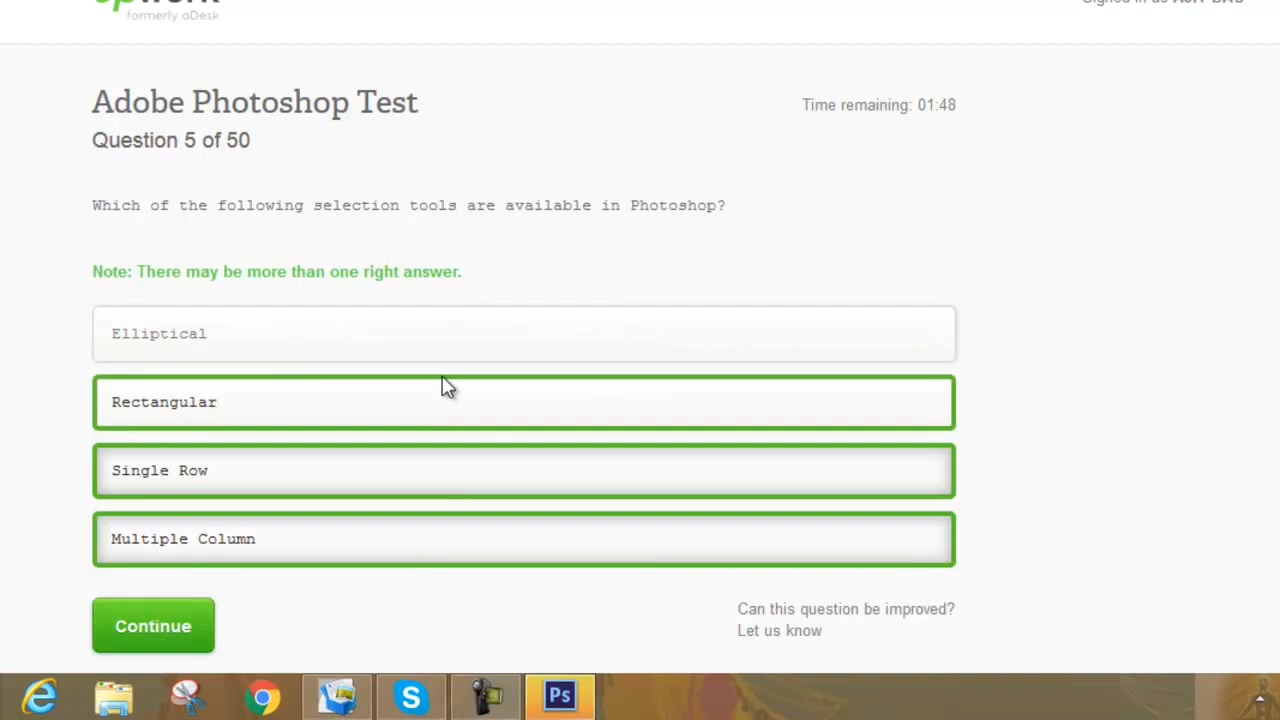 formerly oDesk
Adobe Photoshop Test
Time remaining: 01:48
Question 5 of 50
Which of the following selection tools are available in Photoshop?
Note: There may be more than one right answer.
Elliptical
Rectangular
Single Row
Multiple Column
Continue
Can this question be improved?
Let us know
Ps